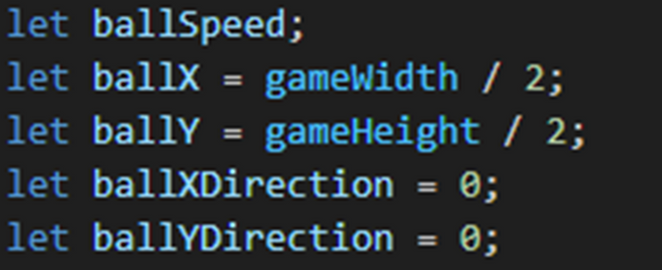 let ballSpeed;
let ballX = gameWidth / 2;
let ballY = gameHeight / 2;
let ballXDirection = 0;
let ballYDirection = 0;